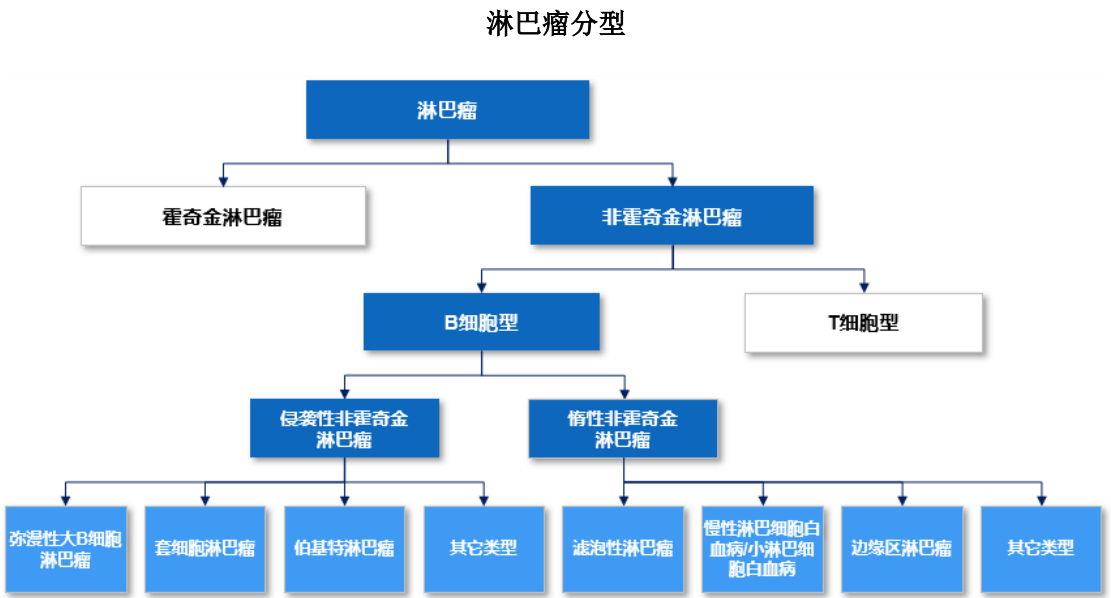 淋巴瘤分型
淋巴瘤
霍奇金淋巴瘤
非霍奇金淋巴瘤
B细胞型
T细胞型
侵袭性非霍奇金
淋巴瘤
惰性非霍奇金
淋巴瘤
弥漫性大B细胞
淋巴瘤
套细胞淋巴瘤
伯基特淋巴瘤
其它类型
滤泡性淋巴瘤
慢性淋巴细胞白
血病/小淋巴细
胞白血病
边缘区淋巴瘤
其它类型